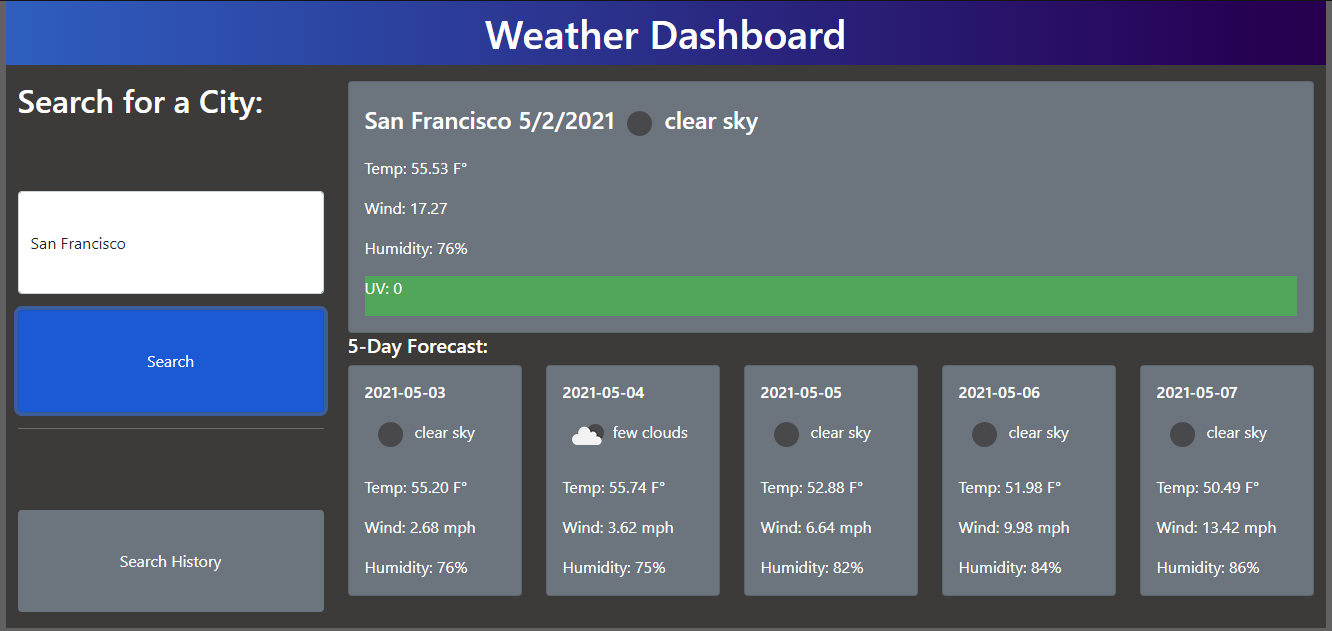 Weather Dashboard
Search for a City:
San Francisco
Search
Search History
San Francisco 5/2/2021 clear sky
Temp: 55.53 F°
Wind: 17.27
Humidity: 76%
UV: 0
5-Day Forecast:
2021-05-03
clear sky
Temp: 55.20 F°
Wind: 2.68 mph
Humidity: 76%
2021-05-04
few clouds
Temp: 55.74 F°
Wind: 3.62 mph
Humidity: 75%
2021-05-05
clear sky
Temp: 52.88 F°
Wind: 6.64 mph
Humidity: 82%
2021-05-06
clear sky
Temp: 51.98 F°
Wind: 9.98 mph
Humidity: 84%
2021-05-07
clear sky
Temp: 50.49 F°
Wind: 13.42 mph
Humidity: 86%